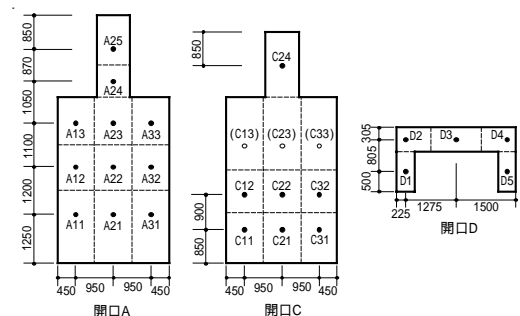 850
870
1050
1100
1200
1250
A25
A24
A13 A23 A33
A12 A22 A32
A11 A21 A31
450 950 950 450
開口A
850
C24
(C13) (C23) (C33)
C12 C22 C32
900
C11 C21 C31
850
450 950 950 450
開口C
305
805
500
D2 D3 D4
D1 D5
225 1275 1500
開口D